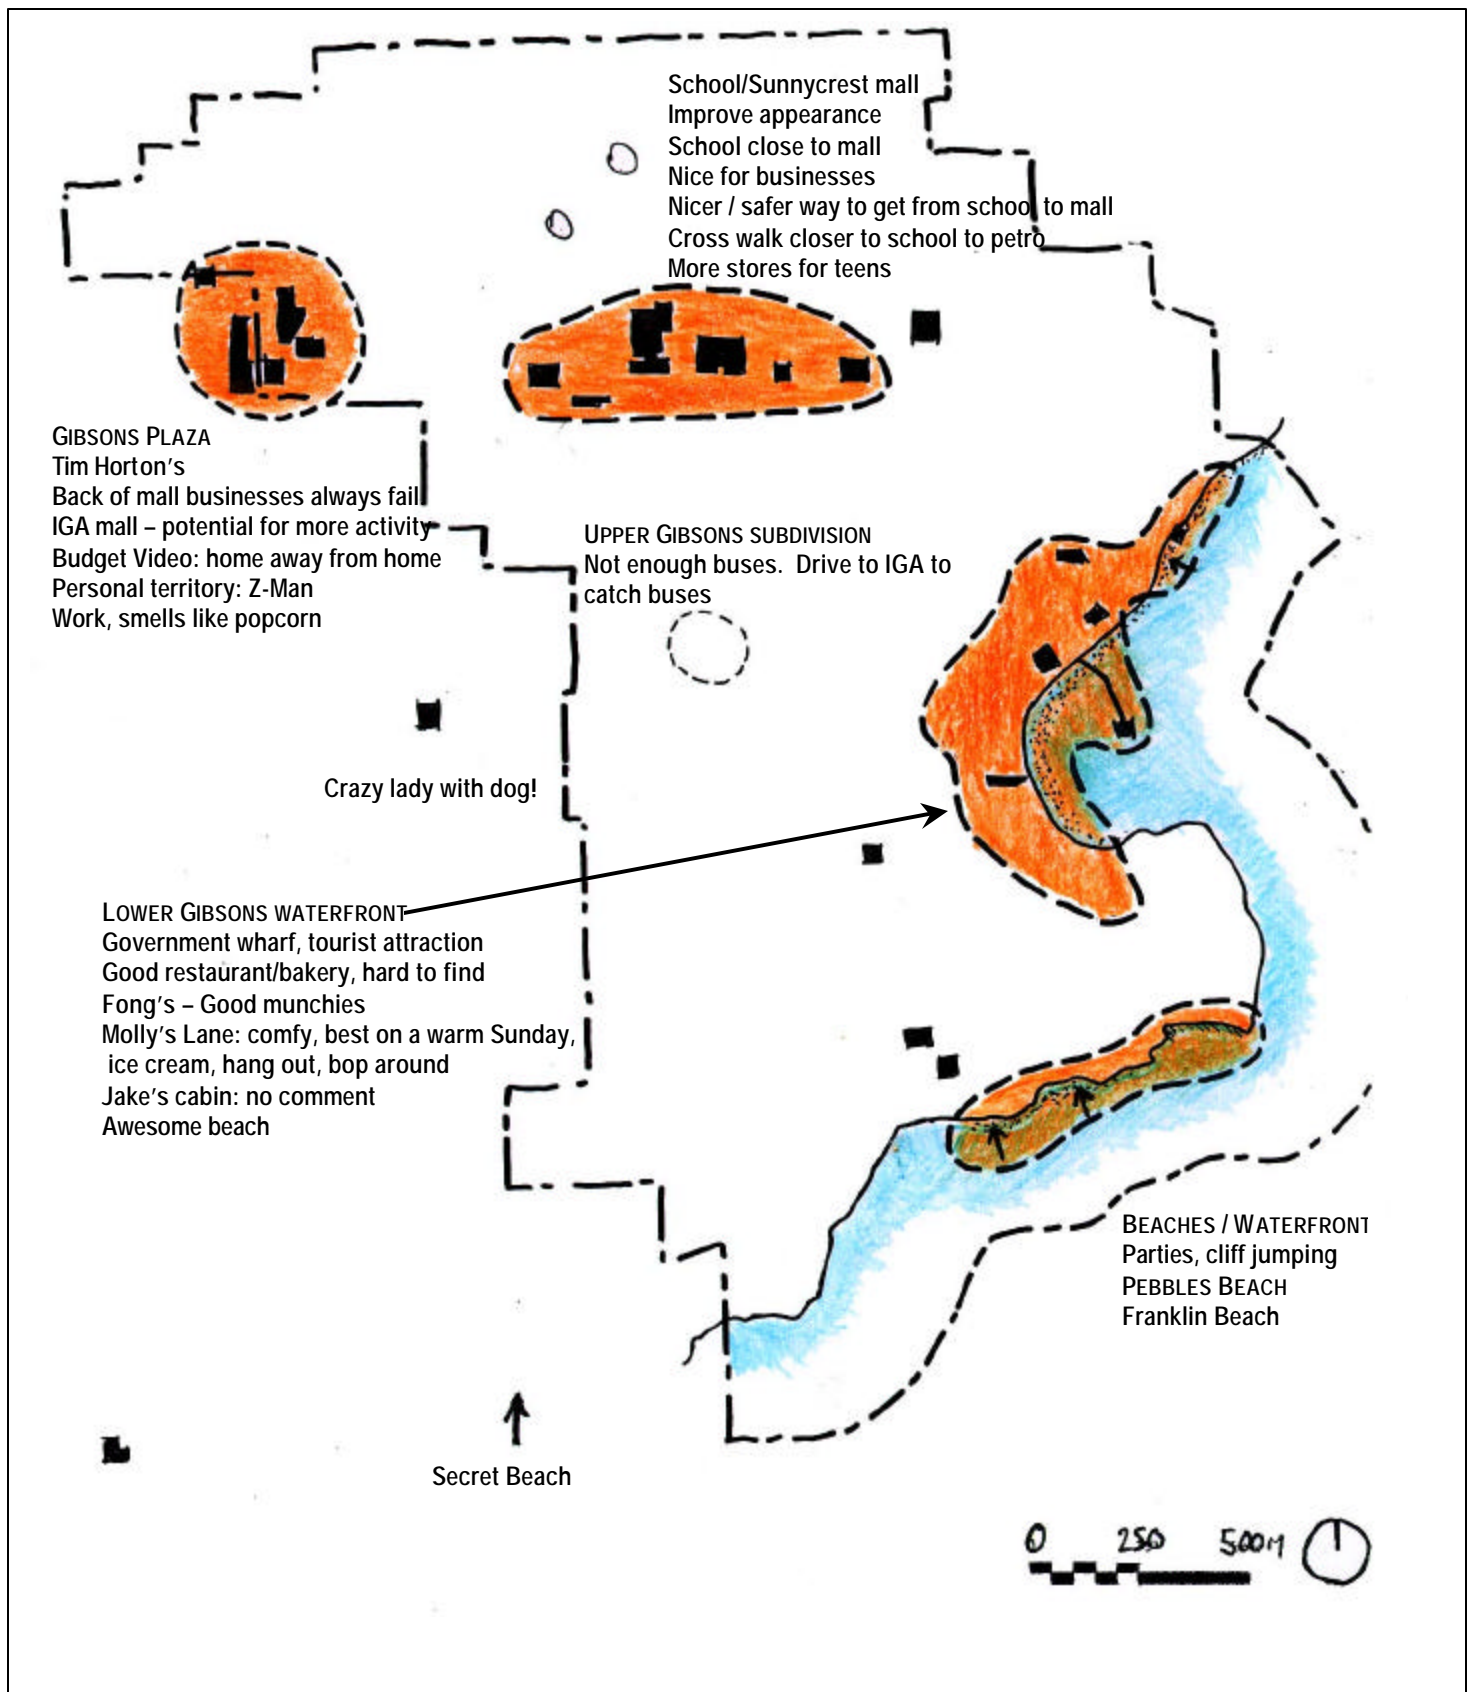 School/Sunnycrest mall
Improve appearance
School close to mall
Nice for businesses
Nicer / safer way to get from school to mall
Cross walk closer to school to petro
More stores for teens
GIBSONS PLAZA
Tim Horton's
Back of mall businesses always fail
IGA mall – potential for more activity
Budget Video: home away from home
Personal territory: Z-Man
Work, smells like popcorn
UPPER GIBSONS SUBDIVISION
Not enough buses.  Drive to IGA to
catch buses
Crazy lady with dog!
LOWER GIBSONS WATERFRONT
Government wharf, tourist attraction
Good restaurant/bakery, hard to find
Fong's – Good munchies
Molly's Lane: comfy, best on a warm Sunday,
ice cream, hang out, bop around
Jake's cabin: no comment
Awesome beach
BEACHES / WATERFRONT
Parties, cliff jumping
PEBBLES BEACH
Franklin Beach
Secret Beach
0 250 500M